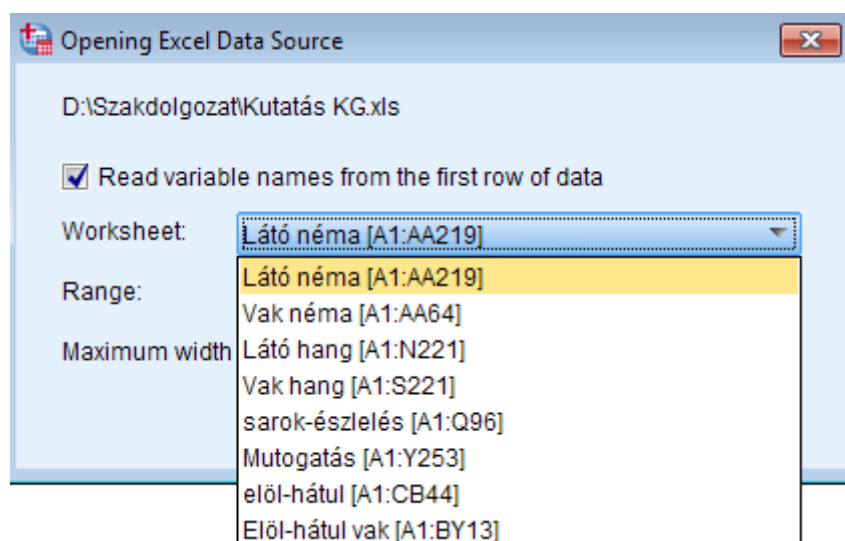 Opening Excel Data Source
D:\Szakdolgozat\Kutatás KG.xls
Read variable names from the first row of data
Worksheet: Látó néma [A1:AA219]
Látó néma [A1:AA219]
Range:
Vak néma [A1:AA64]
Maximum width Látó hang [A1:N221]
Vak hang [A1:S221]
sarok-észlelés [A1:Q96]
Mutogatás [A1:Y253]
elöl-hátul [A1:CB44]
Elöl-hátul vak [A1:BY13]